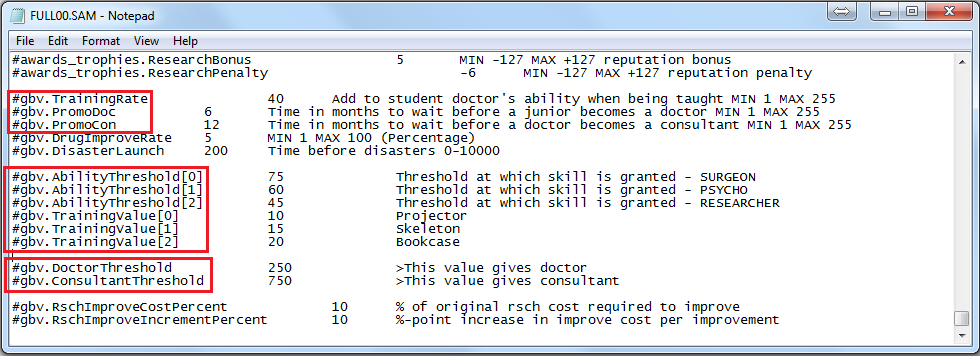 FULL00.SAM - Notepad
File Edit Format View Help
#awards_trophies.ResearchBonus 5 MIN -127 MAX +127 reputation bonus
#awards_trophies.ResearchPenalty -6 MIN -127 MAX +127 reputation penalty
#gbv.TrainingRate 40 Add to student doctor's ability when being taught MIN 1 MAX 255
#gbv.PromoDoc 6 Time in months to wait before a junior becomes a doctor MIN 1 MAX 255
#gbv.PromoCon 12 Time in months to wait before a doctor becomes a consultant MIN 1 MAX 255
#gbv.DrugImproveRate 5 MIN 1 MAX 100 (Percentage)
#gbv.DisasterLaunch 200 Time before disasters 0-10000
#gbv.AbilityThreshold[0] 75 Threshold at which skill is granted - SURGEON
#gbv.AbilityThreshold[1] 60 Threshold at which skill is granted - PSYCHO
#gbv.AbilityThreshold[2] 45 Threshold at which skill is granted - RESEARCHER
#gbv.TrainingValue[0] 10 Projector
#gbv.TrainingValue[1] 15 Skeleton
#gbv.TrainingValue[2] 20 Bookcase
#gbv.DoctorThreshold 250 >This value gives doctor
#gbv.ConsultantThreshold 750 >This value gives consultant
#gbv.RschImproveCostPercent 10 % of original rsch cost required to improve
#gbv.RschImproveIncrementPercent 10 %-point increase in improve cost per improvement